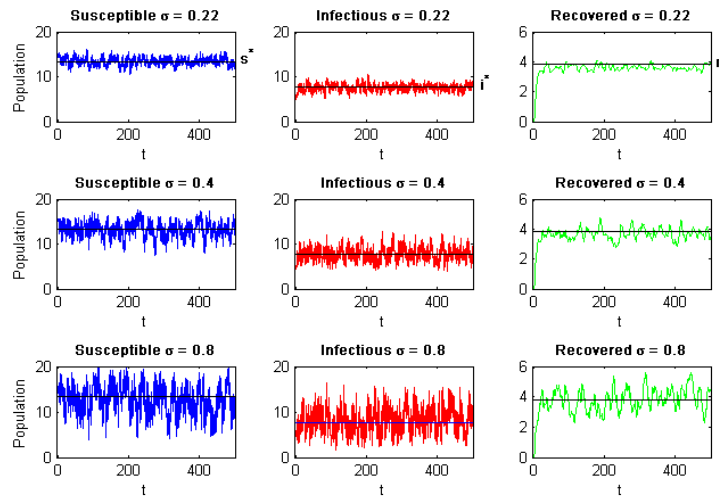 Susceptible σ = 0.22 Infectious σ = 0.22 Recovered σ = 0.22
20 20 6
s* 4
Population 10 10 i* 2
0 0 0
0 200 400 0 200 400 0 200 400
t t t
Susceptible σ = 0.4 Infectious σ = 0.4 Recovered σ = 0.4
20 20 6
4
Population 10 10 2
0 0 0
0 200 400 0 200 400 0 200 400
t t t
Susceptible σ = 0.8 Infectious σ = 0.8 Recovered σ = 0.8
20 20 6
4
Population 10 10 2
0 0 0
0 200 400 0 200 400 0 200 400
t t t